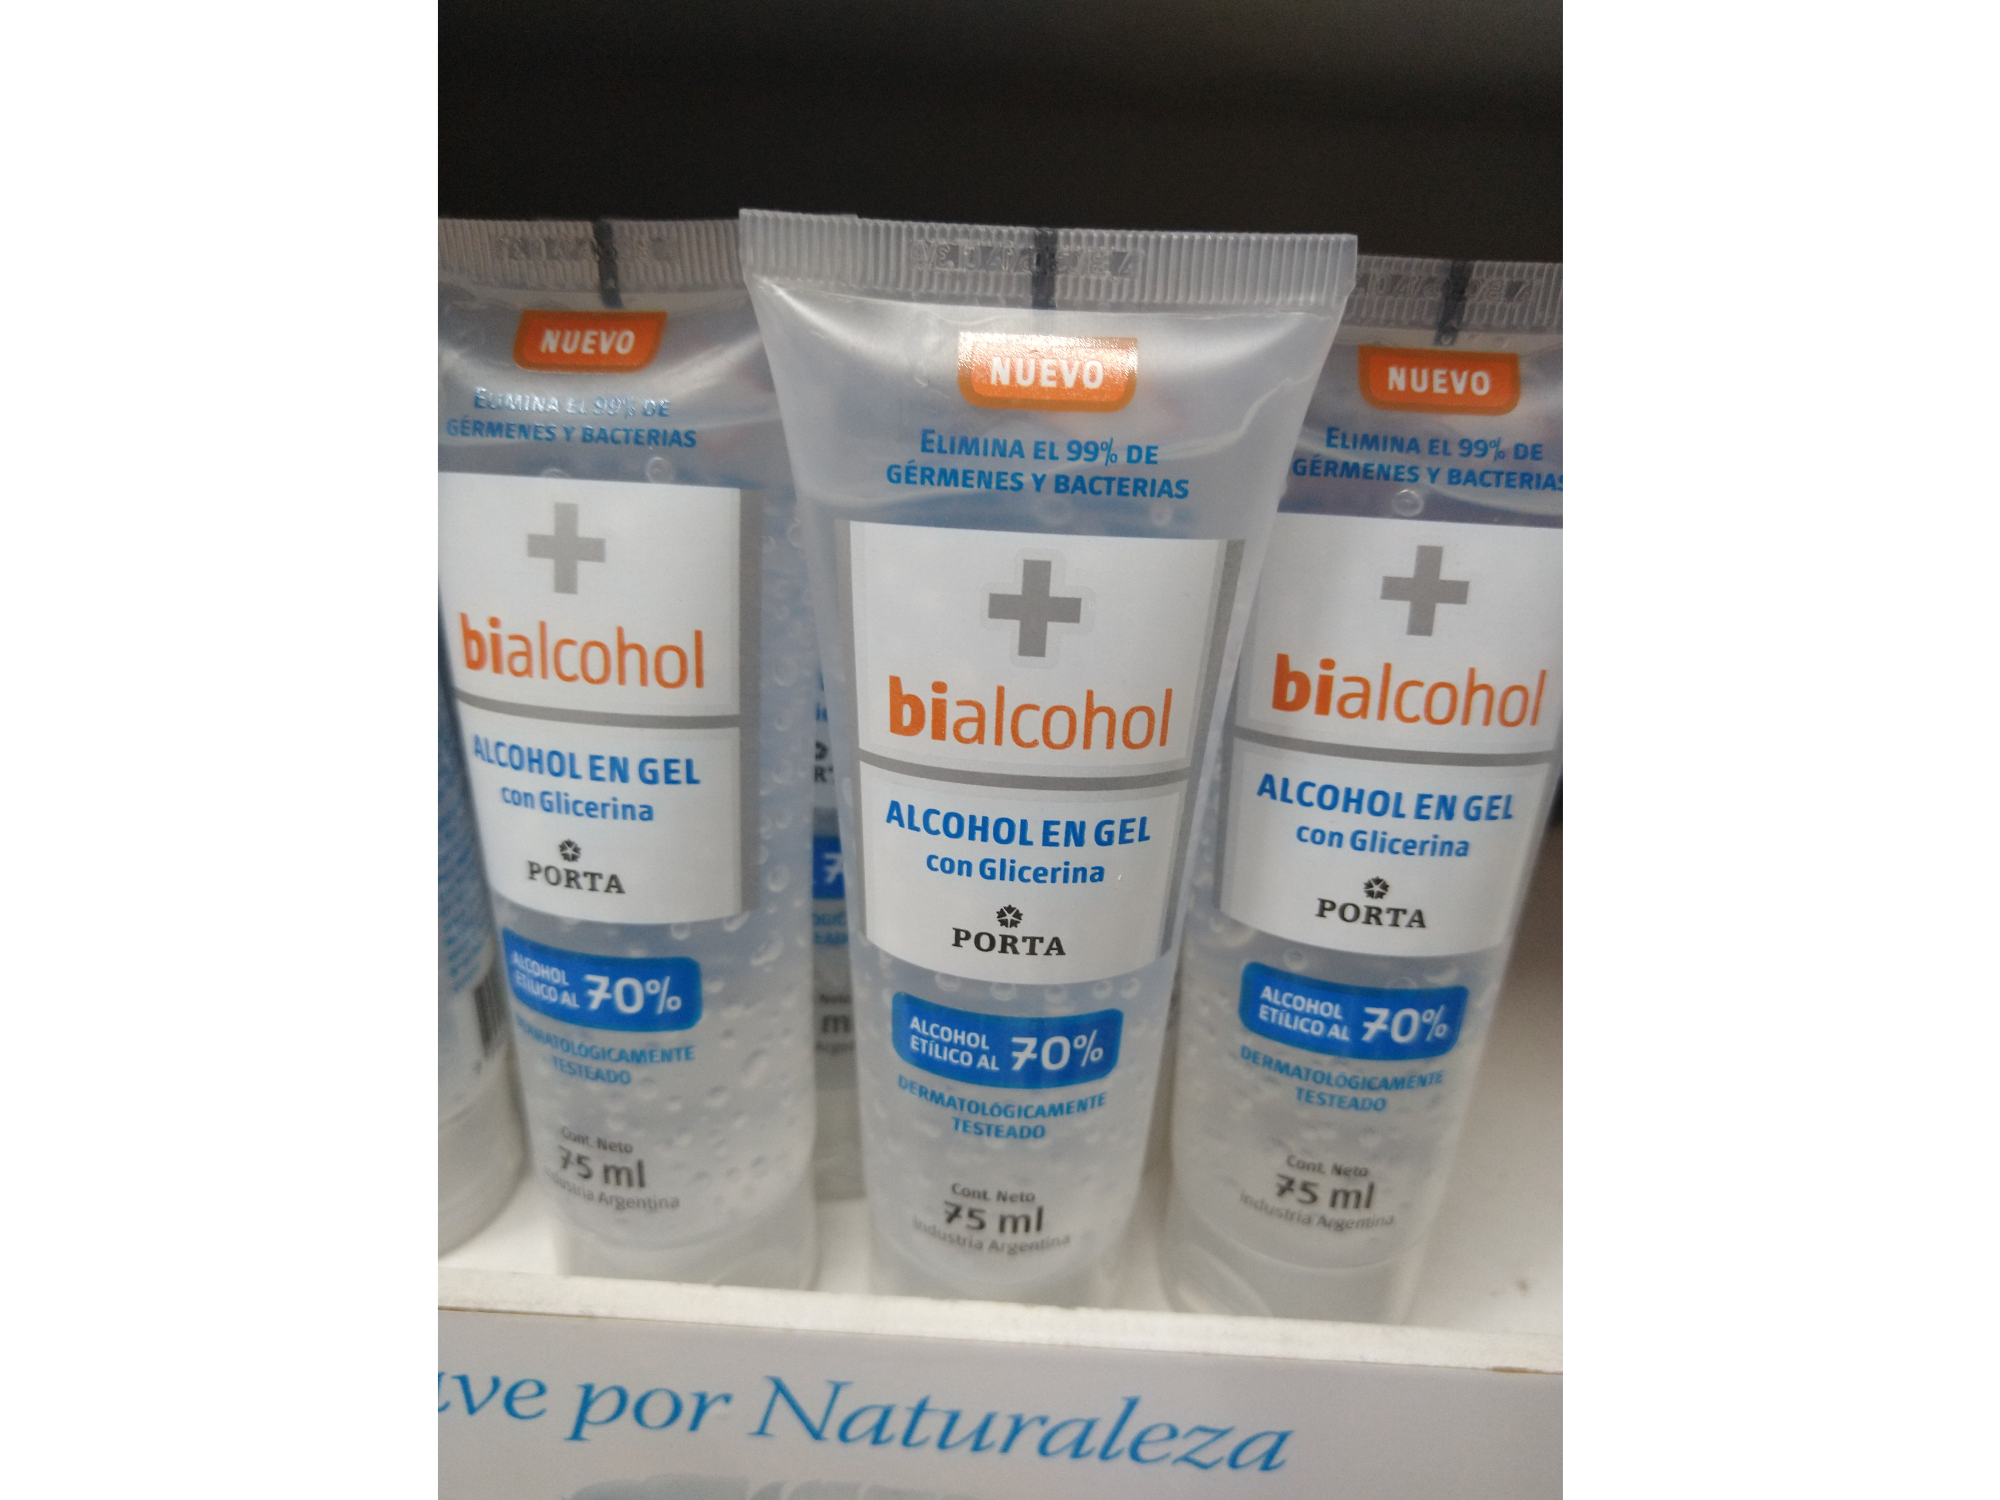 NUEVO
ELIMINA EL 99% DE
GÉRMENES Y BACTERIAS
bialcohol
ALCOHOL EN GEL
con Glicerina
PORTA
ALCOHOL
ETÍLICO AL 70%
DERMATOLÓGICAMENTE
TESTEADO
Cont. Neto
75 ml
Industria Argentina
NUEVO
ELIMINA EL 99% DE
GÉRMENES Y BACTERIAS
bialcohol
ALCOHOL EN GEL
con Glicerina
PORTA
ALCOHOL
ETÍLICO AL 70%
DERMATOLÓGICAMENTE
TESTEADO
Cont. Neto
75 ml
Industria Argentina
NUEVO
ELIMINA EL 99% DE
GÉRMENES Y BACTERIAS
bialcohol
ALCOHOL EN GEL
con Glicerina
PORTA
ALCOHOL
ETÍLICO AL 70%
DERMATOLÓGICAMENTE
TESTEADO
Cont. Neto
75 ml
Industria Argentina
por Naturaleza